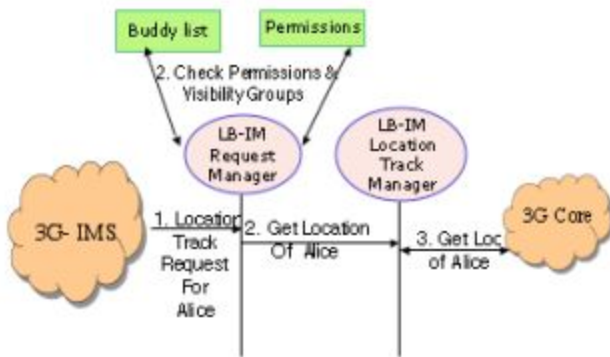 Buddy list
Permissions
2. Check Permissions &
Visibility Groups
LB-IM
Request
Manager
LB-IM
Location
Track
Manager
3G- IMS
1. Location
Track
Request
For
Alice
2. Get Location
Of Alice
3. Get Loc
of Alice
3G Core